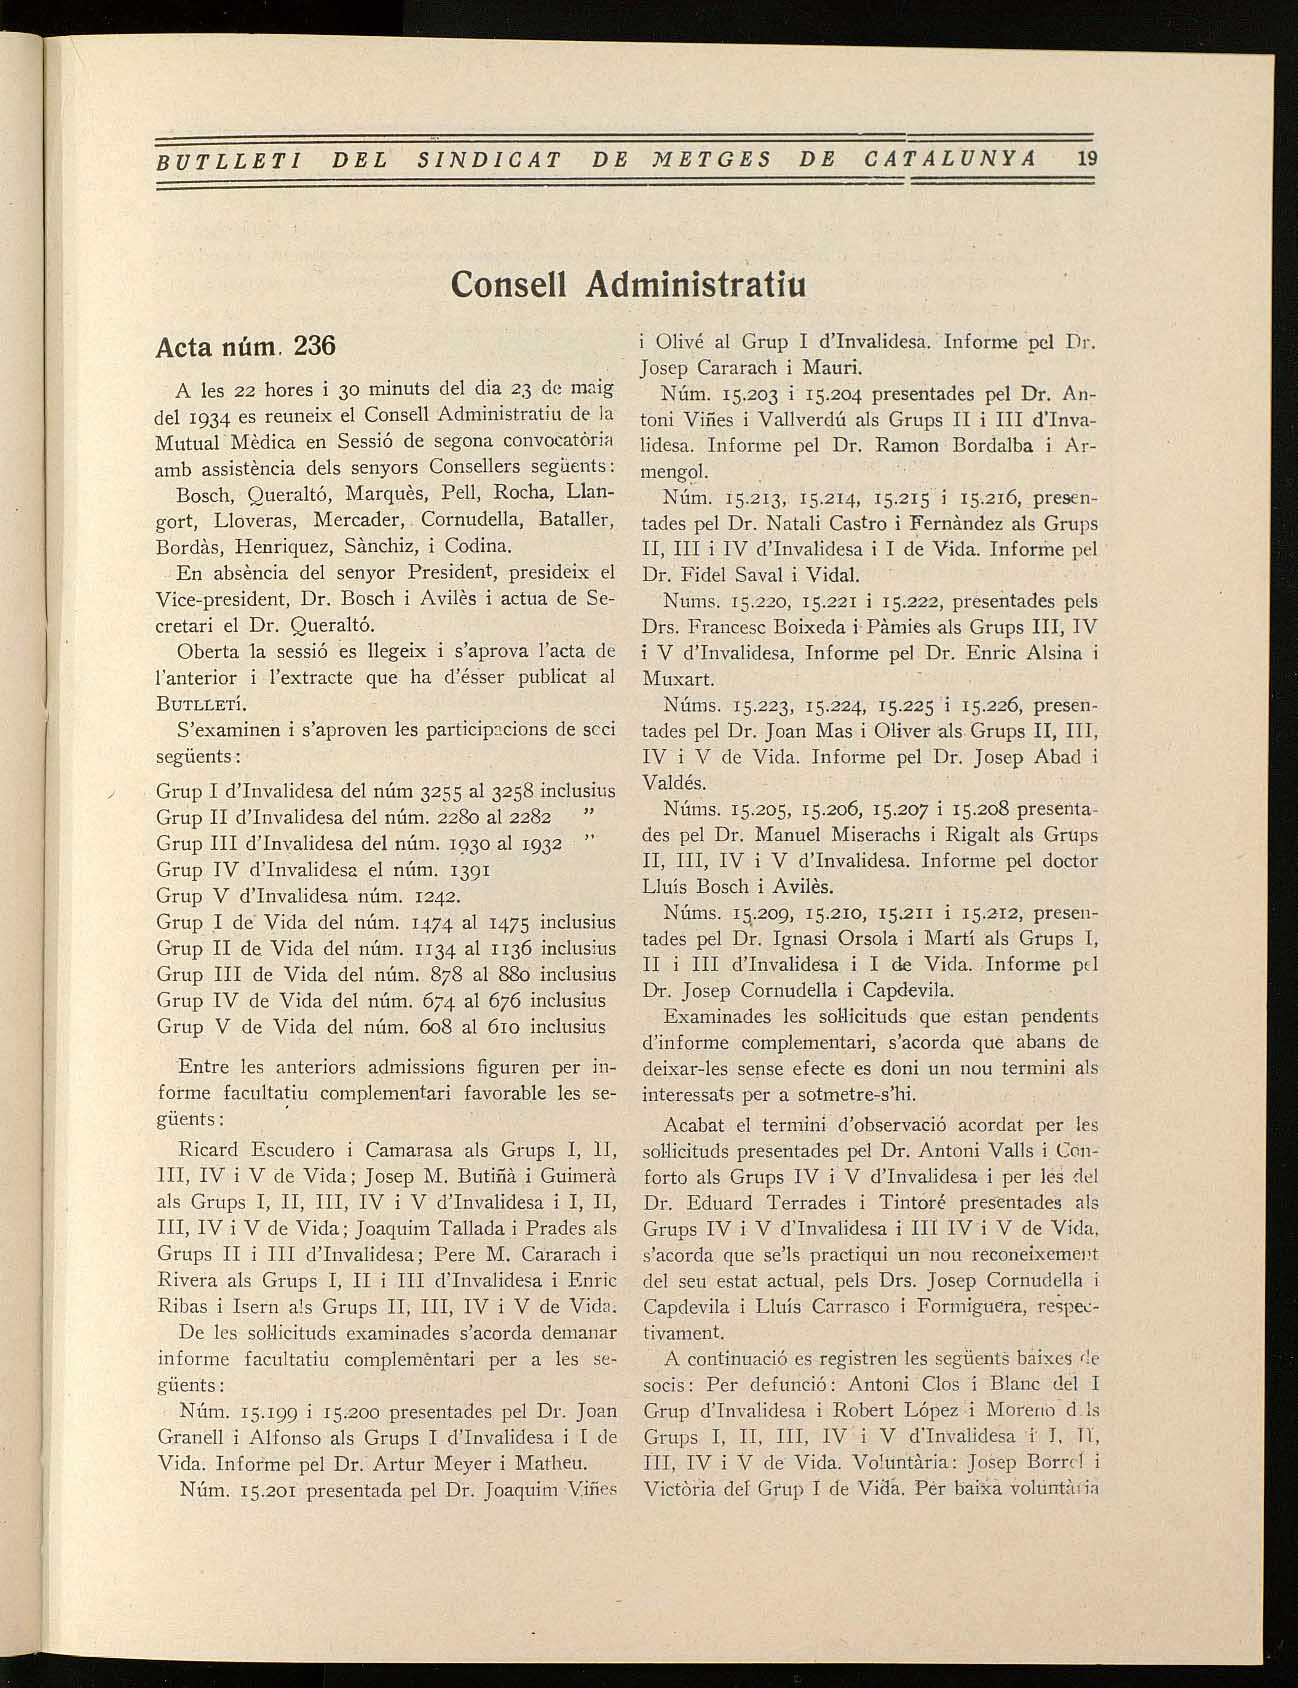 BUTLLETI DEL SINDICAT DE METGES DE CATALUNYA 19
Consell Administratiu
Acta núm. 236
A les 22 hores i 30 minuts del dia 23 de maig
del 1934 es reuneix el Consell Administratiu de la
Mutual Mèdica en Sessió de segona convocatòria
amb assistència dels senyors Consellers següents:
Bosch, Queraltó, Marquès, Pell, Rocha, Llan-
gort, Lloveras, Mercader, Cornudella, Bataller,
Bordàs, Henriquez, Sànchiz, i Codina.
En absència del senyor President, presideix el
Vice-president, Dr. Bosch i Avilès i actua de Se-
cretari el Dr. Queraltó.
Oberta la sessió es llegeix i s'aprova l'acta de
l'anterior i l'extracte que ha d'ésser publicat al
BUTLLETÍ.
S'examinen i s'aproven les participacions de soci
següents:
Grup I d'Invalidesa del núm 3255 al 3258 inclusius
Grup II d'Invalidesa del núm. 2280 al 2282 "
Grup III d'Invalidesa del núm. 1930 al 1932 "
Grup IV d'Invalidesa el núm. 1391
Grup V d'Invalidesa núm. 1242.
Grup I de Vida del núm. 1474 al 1475 inclusius
Grup II de Vida del núm. 1134 al 1136 inclusius
Grup III de Vida del núm. 878 al 880 inclusius
Grup IV de Vida del núm. 674 al 676 inclusius
Grup V de Vida del núm. 608 al 610 inclusius
Entre les anteriors admissions figuren per in-
forme facultatiu complementari favorable les se-
güents:
Ricard Escudero i Camarasa als Grups I, II,
III, IV i V de Vida; Josep M. Butiñà i Guimerà
als Grups I, II, III, IV i V d'Invalidesa i I, II,
III, IV i V de Vida; Joaquim Tallada i Prades als
Grups II i III d'Invalidesa; Pere M. Cararach i
Rivera als Grups I, II i III d'Invalidesa i Enric
Ribas i Isern als Grups II, III, IV i V de Vida.
De les sol·licituds examinades s'acorda demanar
informe facultatiu complementari per a les se-
güents:
Núm. 15.199 i 15.200 presentades pel Dr. Joan
Granell i Alfonso als Grups I d'Invalidesa i I de
Vida. Informe pel Dr. Artur Meyer i Matheu.
Núm. 15.201 presentada pel Dr. Joaquim Viñes
i Olivé al Grup I d'Invalidesa. Informe pel Dr.
Josep Cararach i Mauri.
Núm. 15.203 i 15.204 presentades pel Dr. An-
toni Viñes i Vallverdú als Grups II i III d'Inva-
lidesa. Informe pel Dr. Ramon Bordalba i Ar-
mengol.
Núm. 15.213, 15.214, 15.215 i 15.216, presen-
tades pel Dr. Natali Castro i Fernàndez als Grups
II, III i IV d'Invalidesa i I de Vida. Informe pel
Dr. Fidel Saval i Vidal.
Nums. 15.220, 15.221 i 15.222, presentades pels
Drs. Francesc Boixeda i Pàmies als Grups III, IV
i V d'Invalidesa, Informe pel Dr. Enric Alsina i
Muxart.
Núms. 15.223, 15.224, 15.225 i 15.226, presen-
tades pel Dr. Joan Mas i Oliver als Grups II, III,
IV i V de Vida. Informe pel Dr. Josep Abad i
Valdés.
Núms. 15.205, 15.206, 15.207 i 15.208 presenta-
des pel Dr. Manuel Miserachs i Rigalt als Grups
II, III, IV i V d'Invalidesa. Informe pel doctor
Lluís Bosch i Avilès.
Núms. 15.209, 15.210, 15.211 i 15.212, presen-
tades pel Dr. Ignasi Orsola i Martí als Grups I,
II i III d'Invalidesa i I de Vida. Informe pel
Dr. Josep Cornudella i Capdevila.
Examinades les sol·licituds que estan pendents
d'informe complementari, s'acorda que abans de
deixar-les sense efecte es doni un nou termini als
interessats per a sotmetre-s'hi.
Acabat el termini d'observació acordat per les
sol·licituds presentades pel Dr. Antoni Valls i Con-
forto als Grups IV i V d'Invalidesa i per les del
Dr. Eduard Terrades i Tintoré presentades als
Grups IV i V d'Invalidesa i III IV i V de Vida,
s'acorda que se'ls practiqui un nou reconeixement
del seu estat actual, pels Drs. Josep Cornudella i
Capdevila i Lluís Carrasco i Formiguera, respec-
tivament.
A continuació es registren les següents baixes de
socis: Per defunció: Antoni Clos i Blanc del I
Grup d'Invalidesa i Robert López i Moreno dels
Grups I, II, III, IV i V d'Invalidesa i I, II,
III, IV i V de Vida. Voluntària: Josep Borrel i
Victòria del Grup I de Vida. Per baixa voluntària